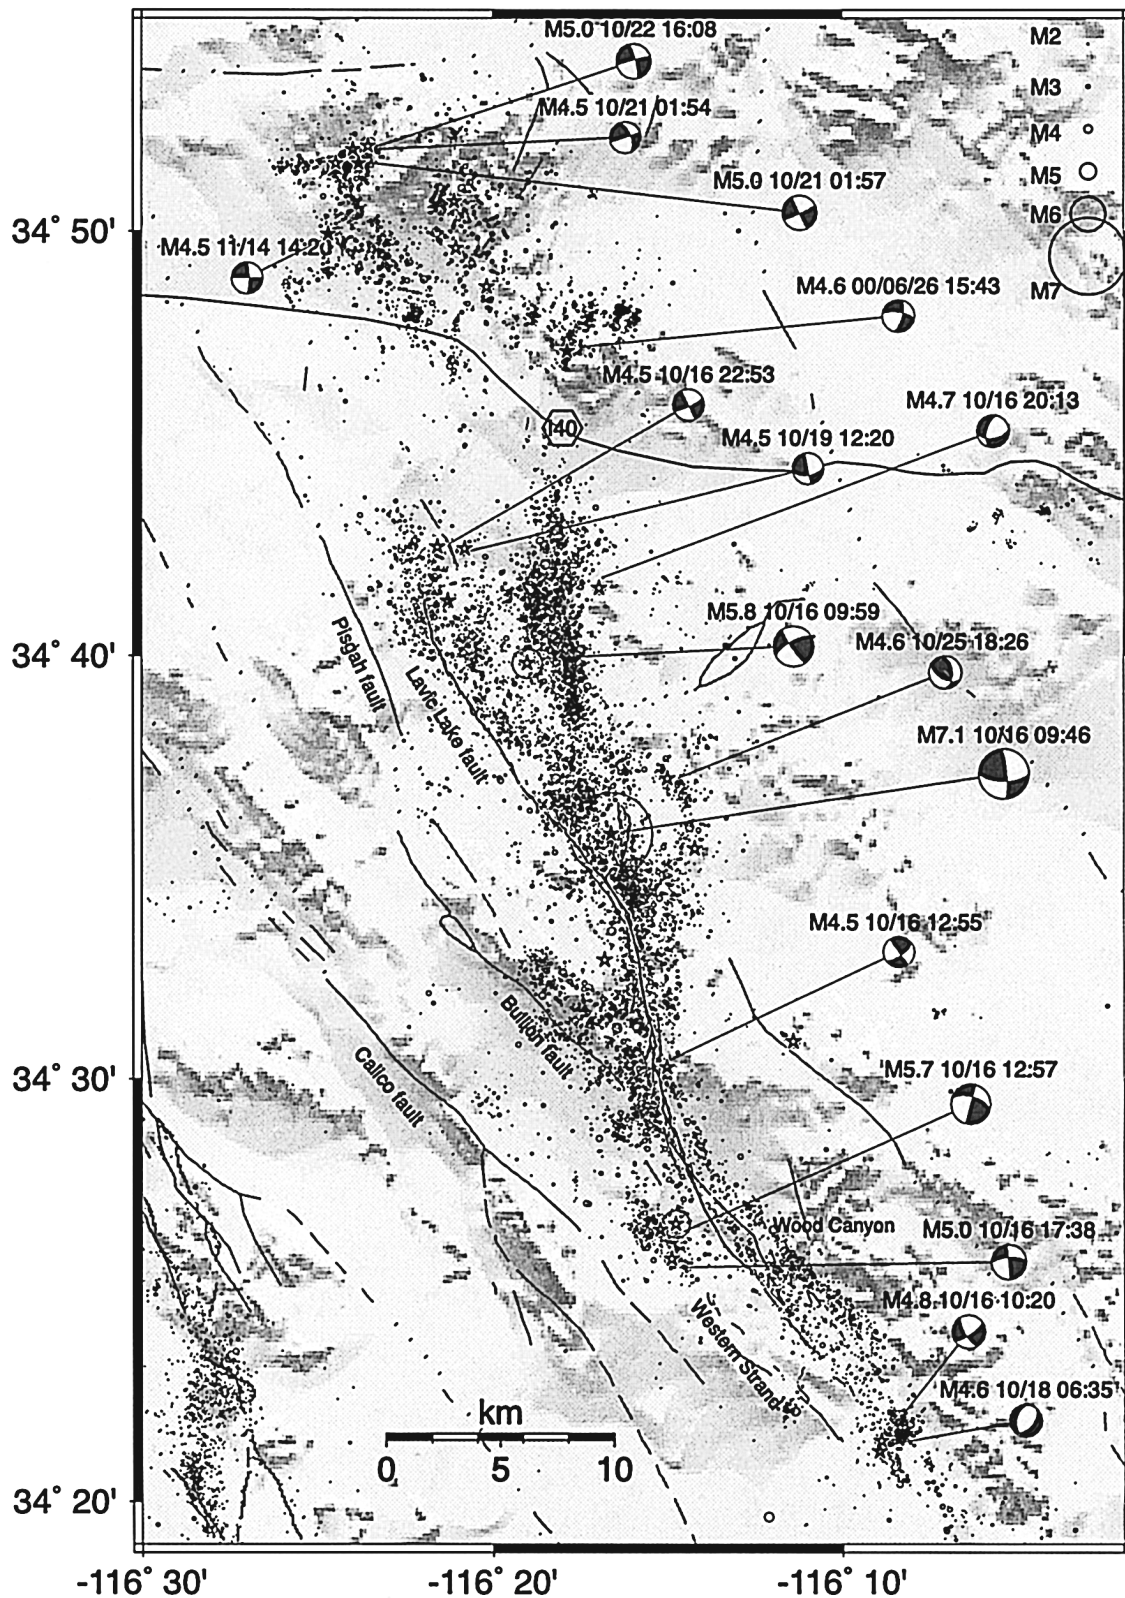 M5.0 10/22 16:08
M2
M4.5 10/21 01:54
M3
M4
M5.0 10/21 01:57
M5
M6
34° 50'
M4.5 11/14 14:20
M7
M4.6 00/06/26 15:43
M4.5 10/16 22:53
M4.7 10/16 20:13
I40
M4.5 10/19 12:20
M5.8 10/16 09:59
M4.6 10/25 18:26
34° 40'
Pisgah fault
Lavic Lake fault
M7.1 10/16 09:46
M4.5 10/16 12:55
Bullion fault
Calico fault
34° 30'
M5.7 10/16 12:57
Wood Canyon
M5.0 10/16 17:38
M4.8 10/16 10:20
Western Strand
M4.6 10/18 06:35
km
0 5 10
34° 20'
-116° 30' -116° 20' -116° 10'